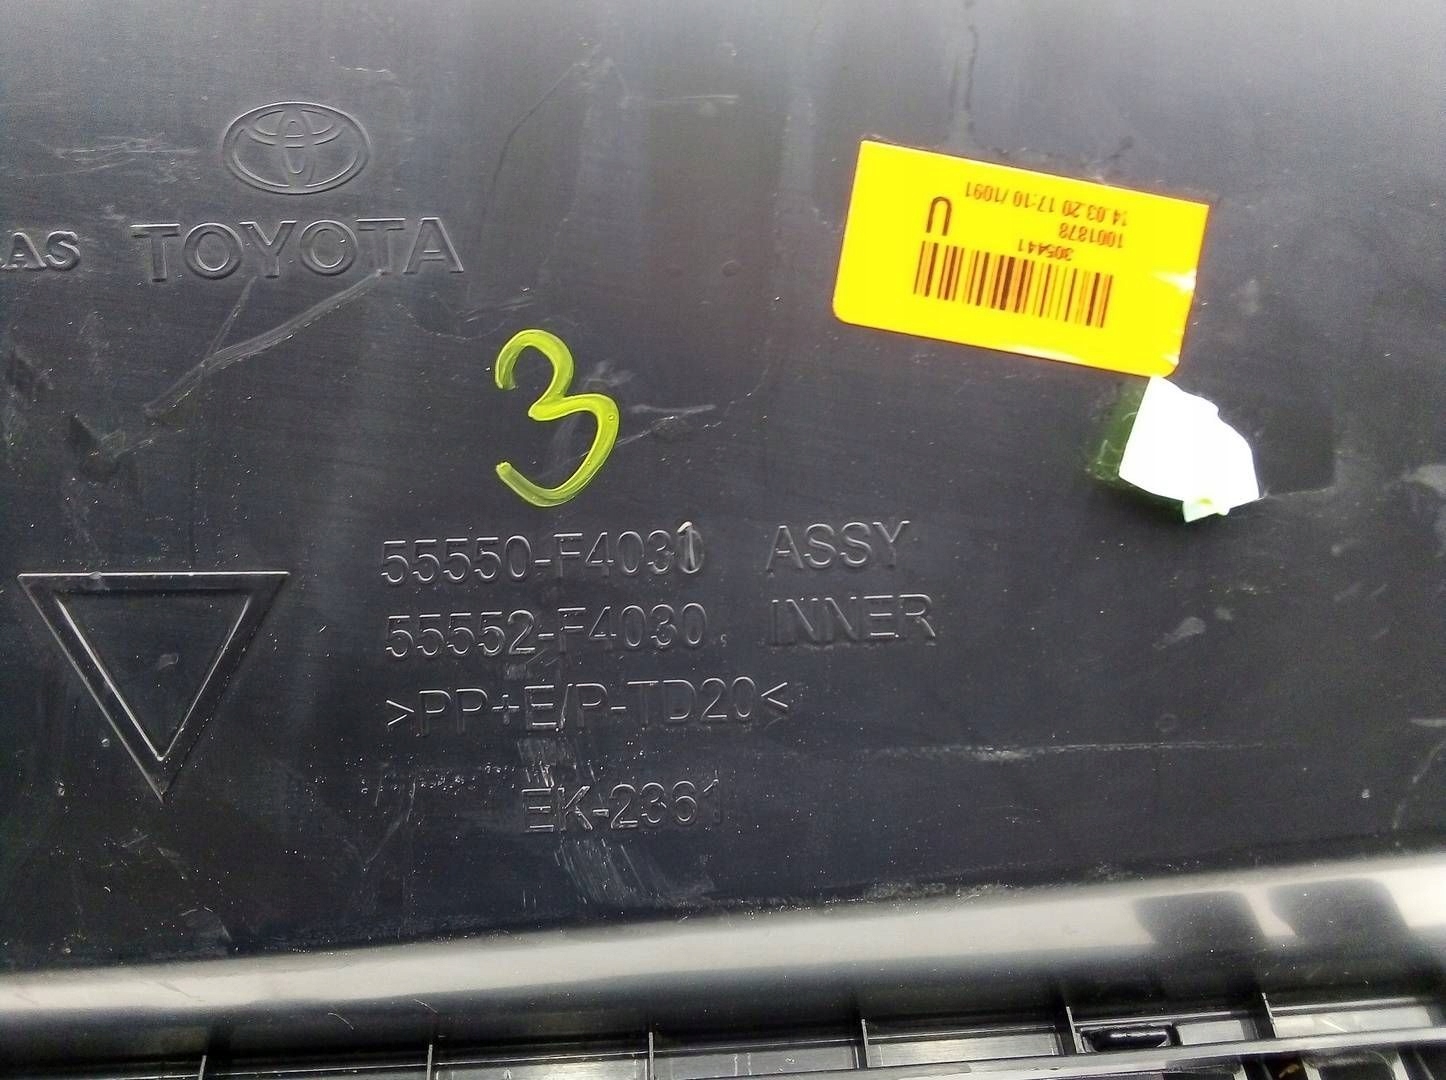 AS TOYOTA
3
14.03.20 17:10 /1091
1001878
305441
U
55550-F4030 ASSY
55552-F4030 INNER
>PP+E/P-TD20<
EK-2361